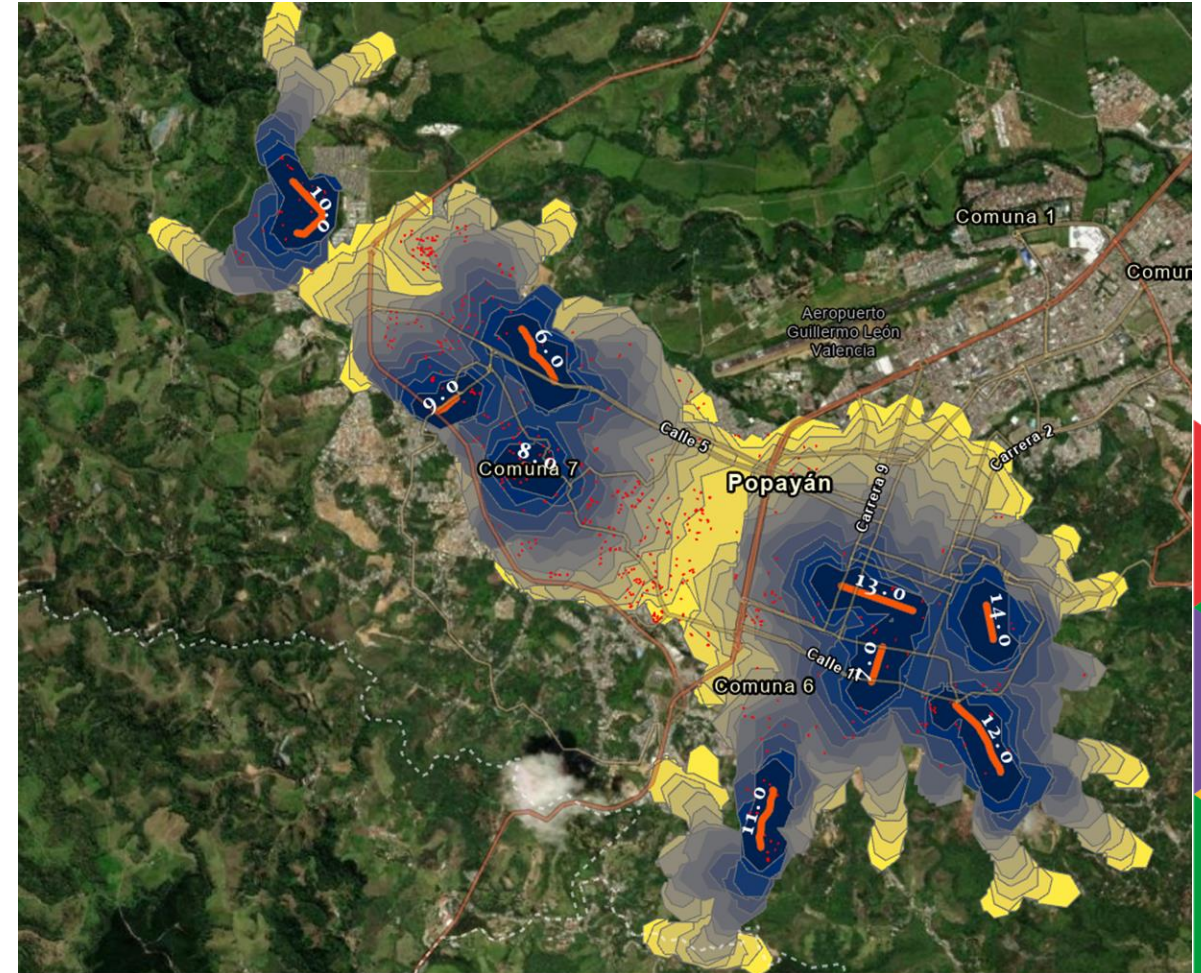 10.0
Comuna 1
Comun
Aeropuerto
Guillermo León
Valencia
6.0
9.0
Calle 5
8.0
Comuna 7
Popayán
Carrera 9
Carrera 2
13.0
14.0
Calle 1
7.0
Comuna 6
12.0
11.0